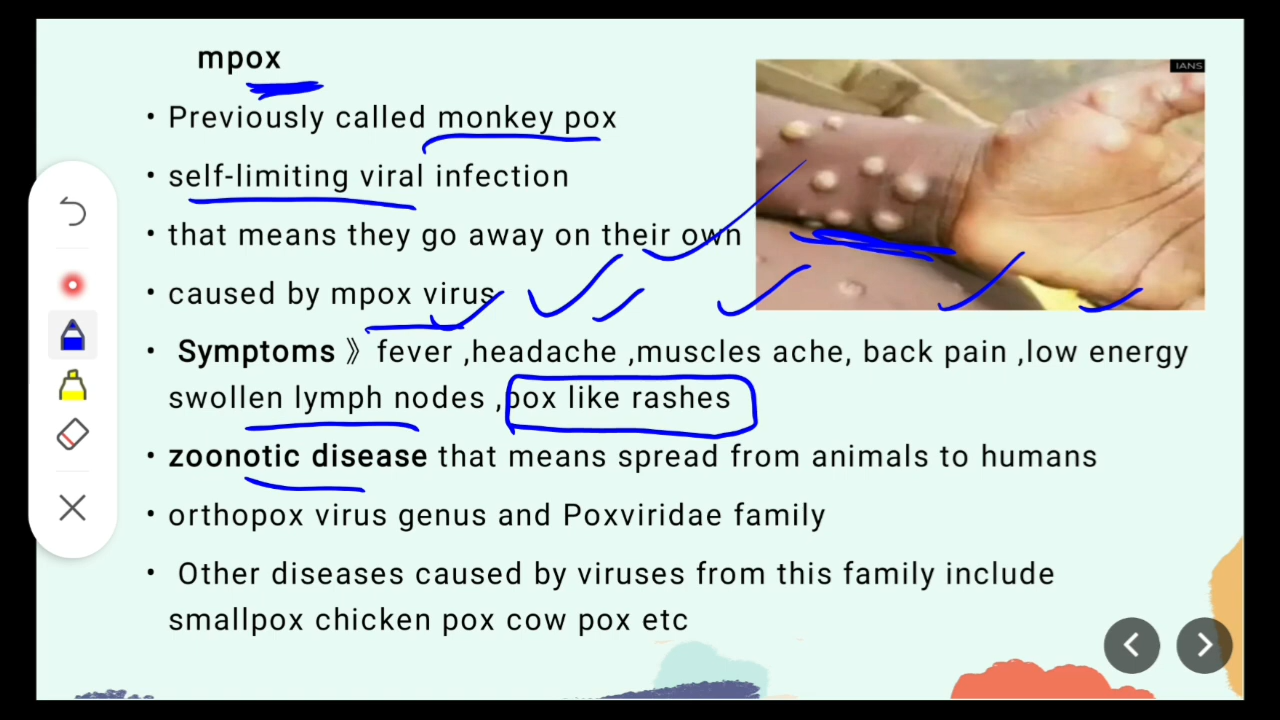 mpox
IANS
• Previously called monkey pox
• self-limiting viral infection
• that means they go away on their own
• caused by mpox virus
• Symptoms 》 fever ,headache ,muscles ache, back pain ,low energy
swollen lymph nodes ,pox like rashes
• zoonotic disease that means spread from animals to humans
• orthopox virus genus and Poxviridae family
• Other diseases caused by viruses from this family include
smallpox chicken pox cow pox etc